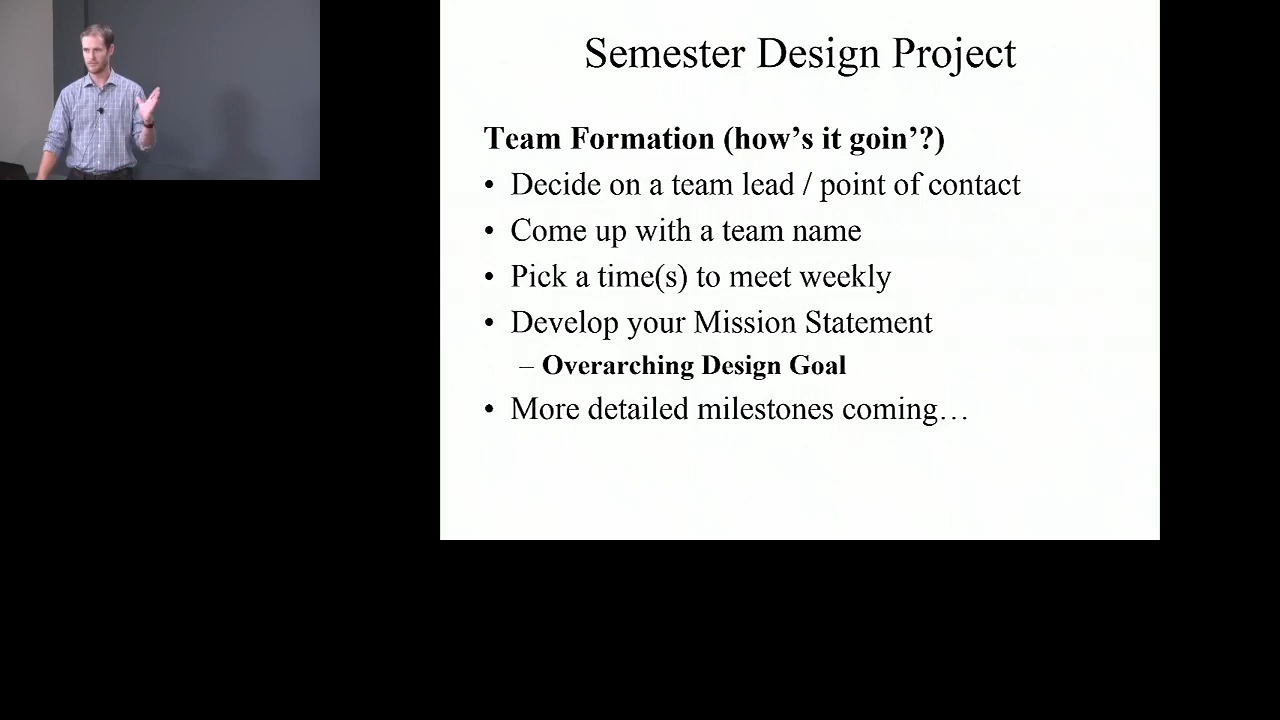 Semester Design Project
Team Formation (how's it goin'?)
• Decide on a team lead / point of contact
• Come up with a team name
• Pick a time(s) to meet weekly
• Develop your Mission Statement
– Overarching Design Goal
• More detailed milestones coming…